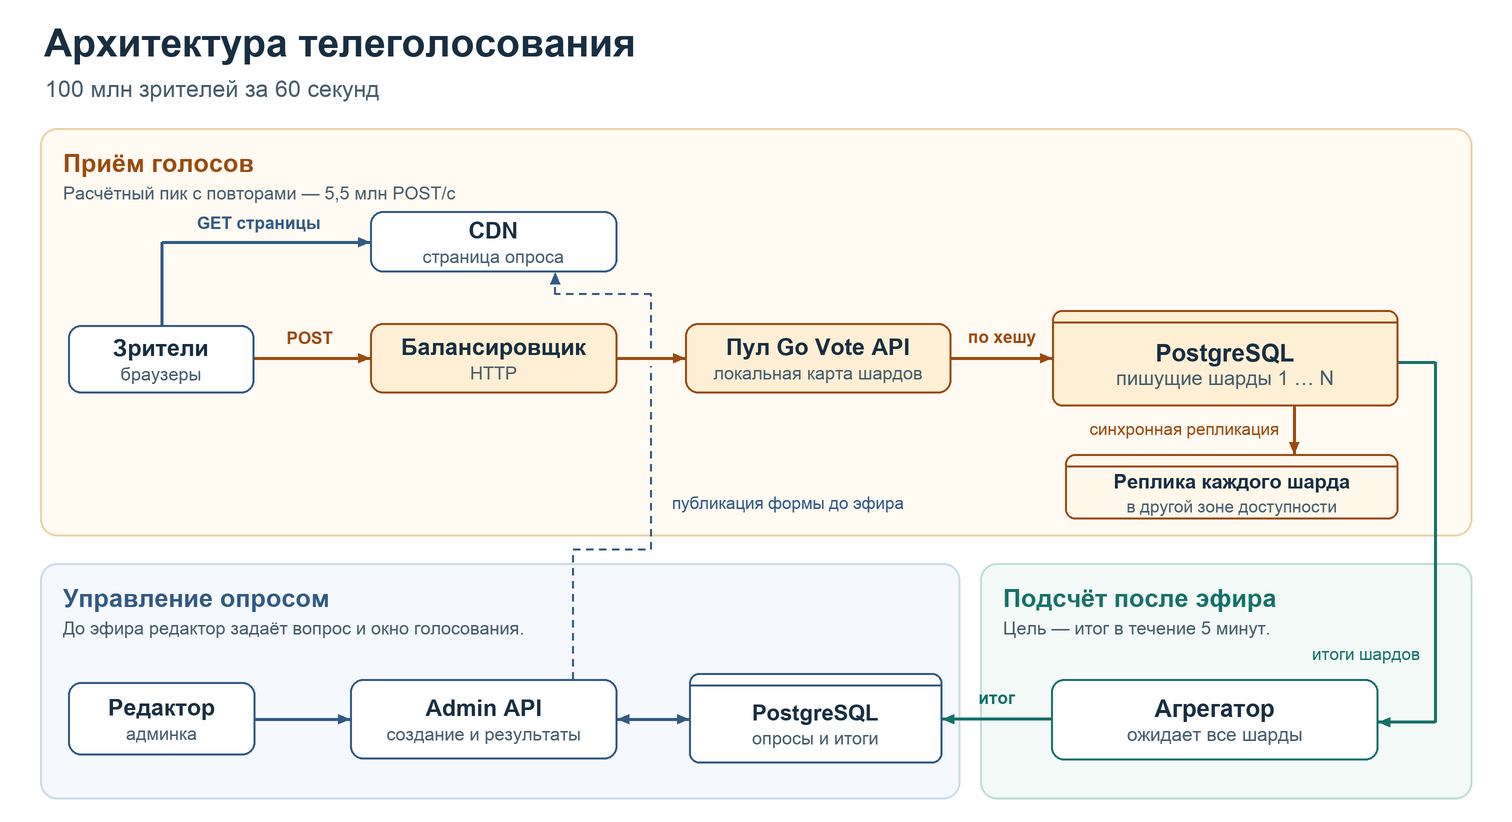 Архитектура телеголосования
100 млн зрителей за 60 секунд
Приём голосов
Расчётный пик с повторами — 5,5 млн POST/с
GET страницы
CDN
страница опроса
Зрители
браузеры
POST
Балансировщик
HTTP
Пул Go Vote API
локальная карта шардов
по хешу
PostgreSQL
пишущие шарды 1 … N
синхронная репликация
Реплика каждого шарда
в другой зоне доступности
публикация формы до эфира
Управление опросом
До эфира редактор задаёт вопрос и окно голосования.
Редактор
админка
Admin API
создание и результаты
PostgreSQL
опросы и итоги
Подсчёт после эфира
Цель — итог в течение 5 минут.
итоги шардов
итог
Агрегатор
ожидает все шарды